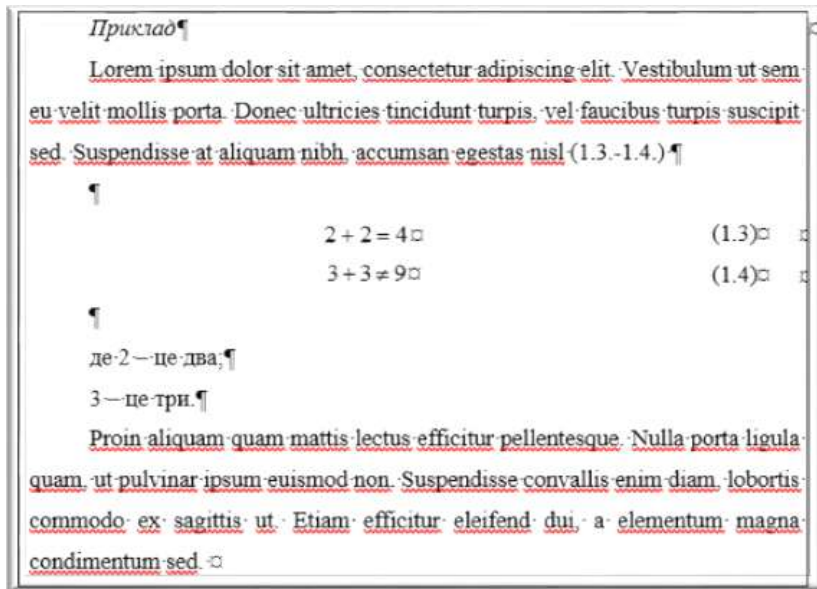 Приклад¶
Lorem ipsum dolor sit amet, consectetur adipiscing elit. Vestibulum ut sem
eu velit mollis porta. Donec ultricies tincidunt turpis, vel faucibus turpis suscipit
sed. Suspendisse at aliquam nibh, accumsan egestas nisl (1.3.-1.4.) ¶
¶
2 + 2 = 4¤ (1.3)¤ ¤
3 + 3 ≠ 9¤ (1.4)¤ ¤
¶
де 2 – це два;¶
3 – це три.¶
Proin aliquam quam mattis lectus efficitur pellentesque. Nulla porta ligula
quam, ut pulvinar ipsum euismod non. Suspendisse convallis enim diam, lobortis
commodo ex sagittis ut. Etiam efficitur eleifend dui, a elementum magna
condimentum sed. ¤